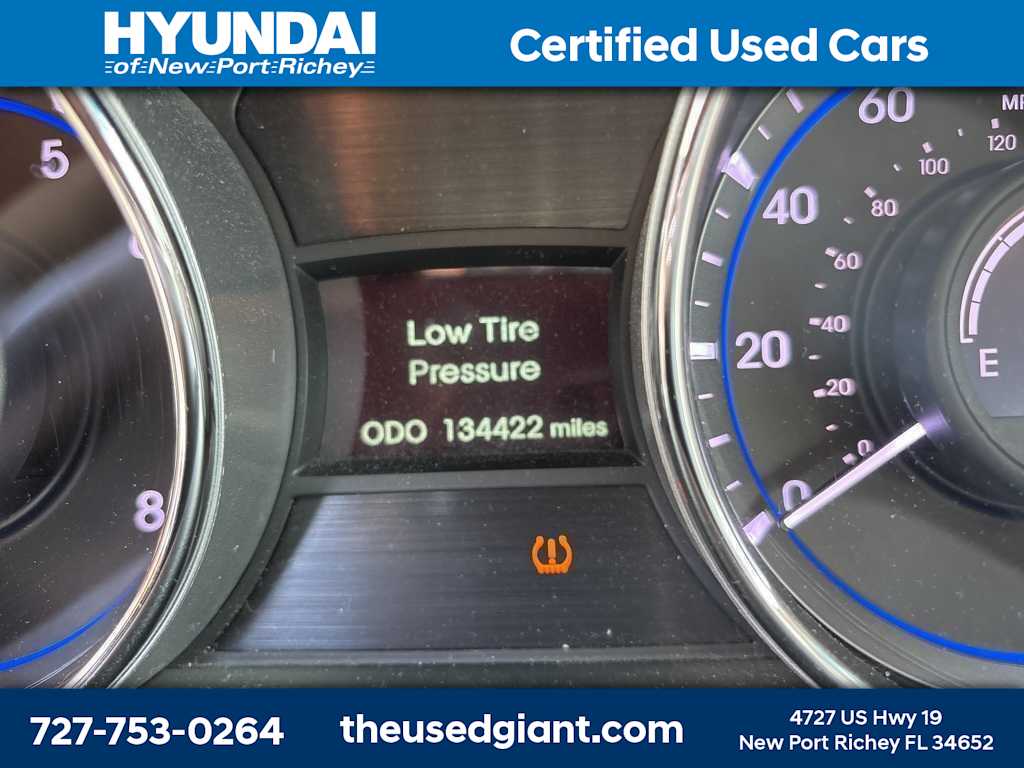 HYUNDAI
of New Port Richey
Certified Used Cars
5
6
8
Low Tire
Pressure
ODO 134422 miles
60
40
20
0
120
100
80
60
40
20
0
E
727-753-0264
theusedgiant.com
4727 US Hwy 19
New Port Richey FL 34652